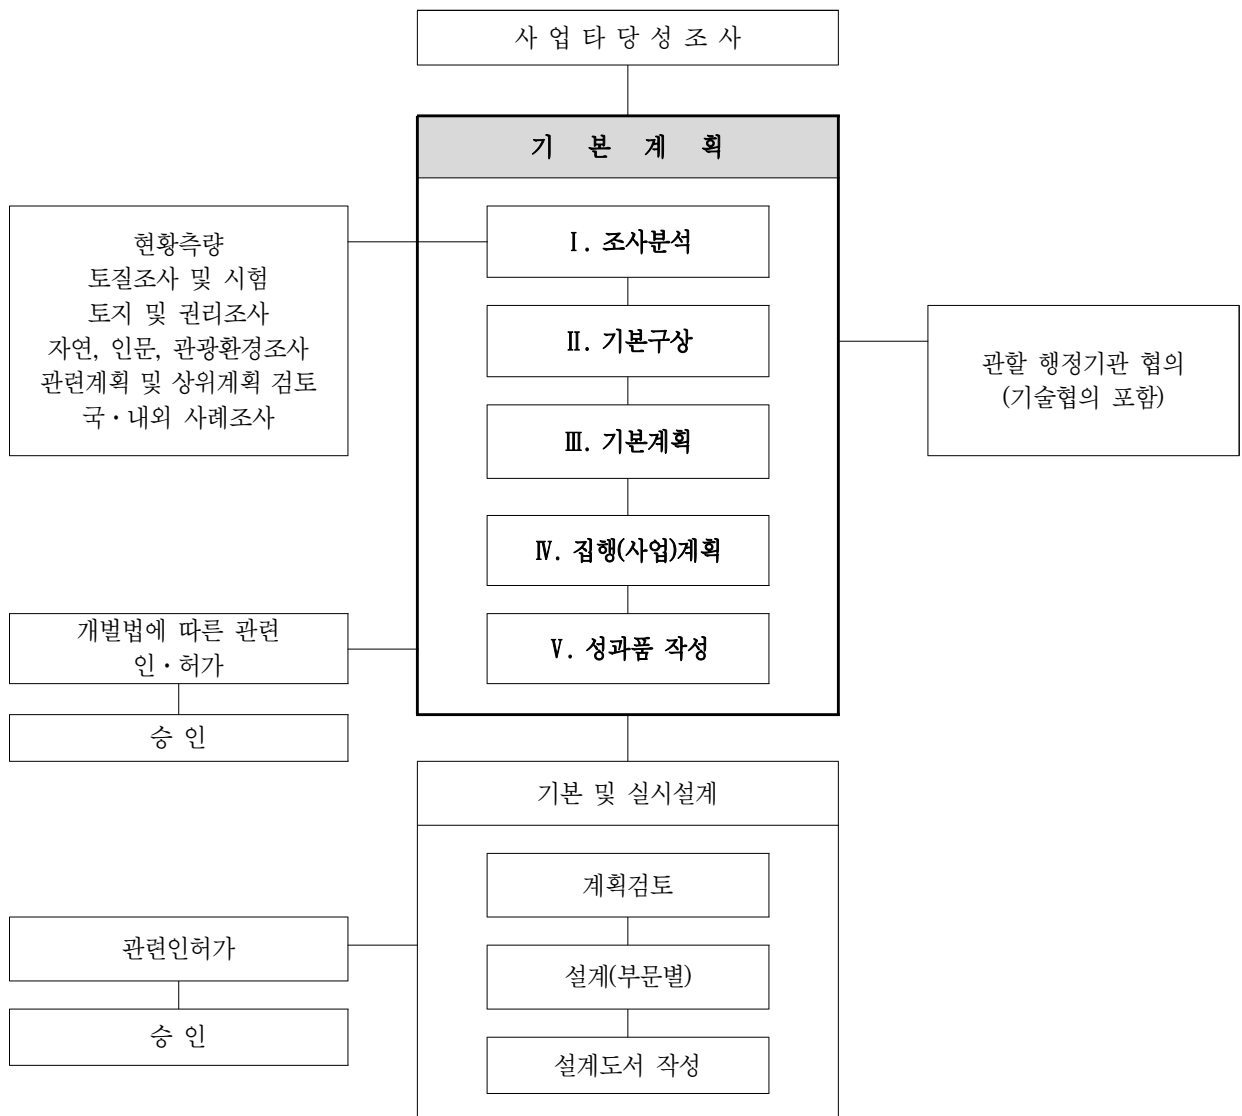 사 업 타 당 성 조 사
기 본 계 획
현황측량
토질조사 및 시험
토지 및 권리조사
자연, 인문, 관광환경조사
관련계획 및 상위계획 검토
국·내외 사례조사
Ⅰ. 조사분석
Ⅱ. 기본구상
Ⅲ. 기본계획
Ⅳ. 집행(사업)계획
Ⅴ. 성과품 작성
관할 행정기관 협의
(기술협의 포함)
개벌법에 따른 관련
인·허가
승 인
기본 및 실시설계
계획검토
설계(부문별)
설계도서 작성
관련인허가
승 인